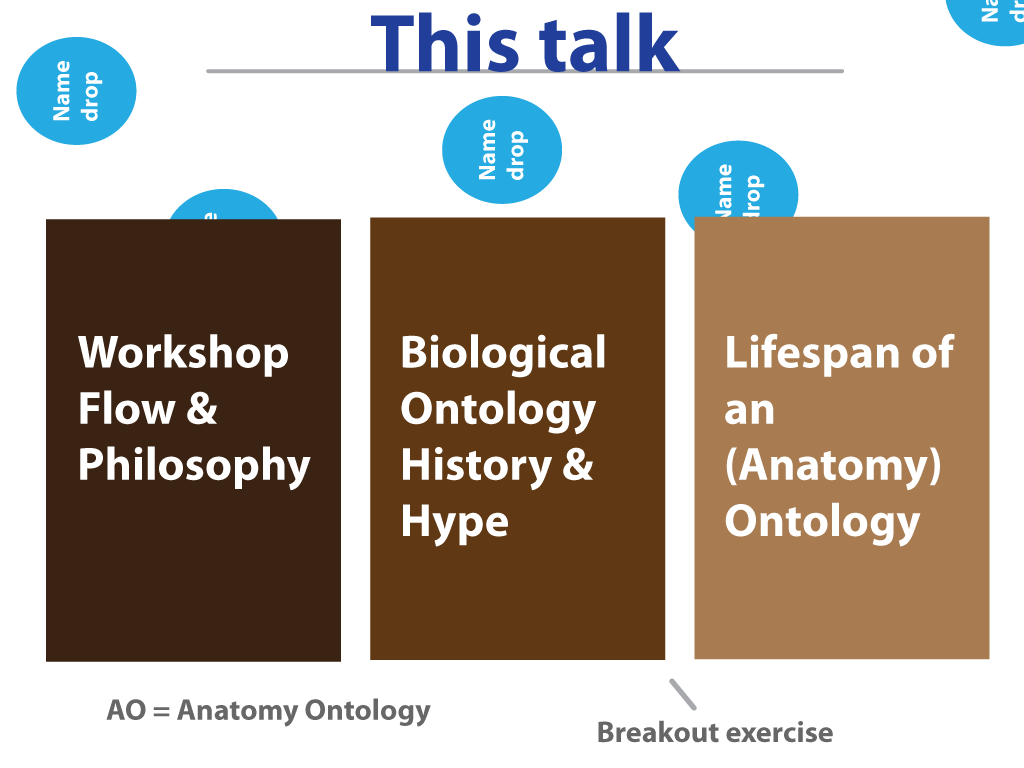 This talk
Name
drop
Name
drop
Name
drop
Workshop
Flow &
Philosophy
Biological
Ontology
History &
Hype
Lifespan of
an
(Anatomy)
Ontology
AO = Anatomy Ontology
Breakout exercise